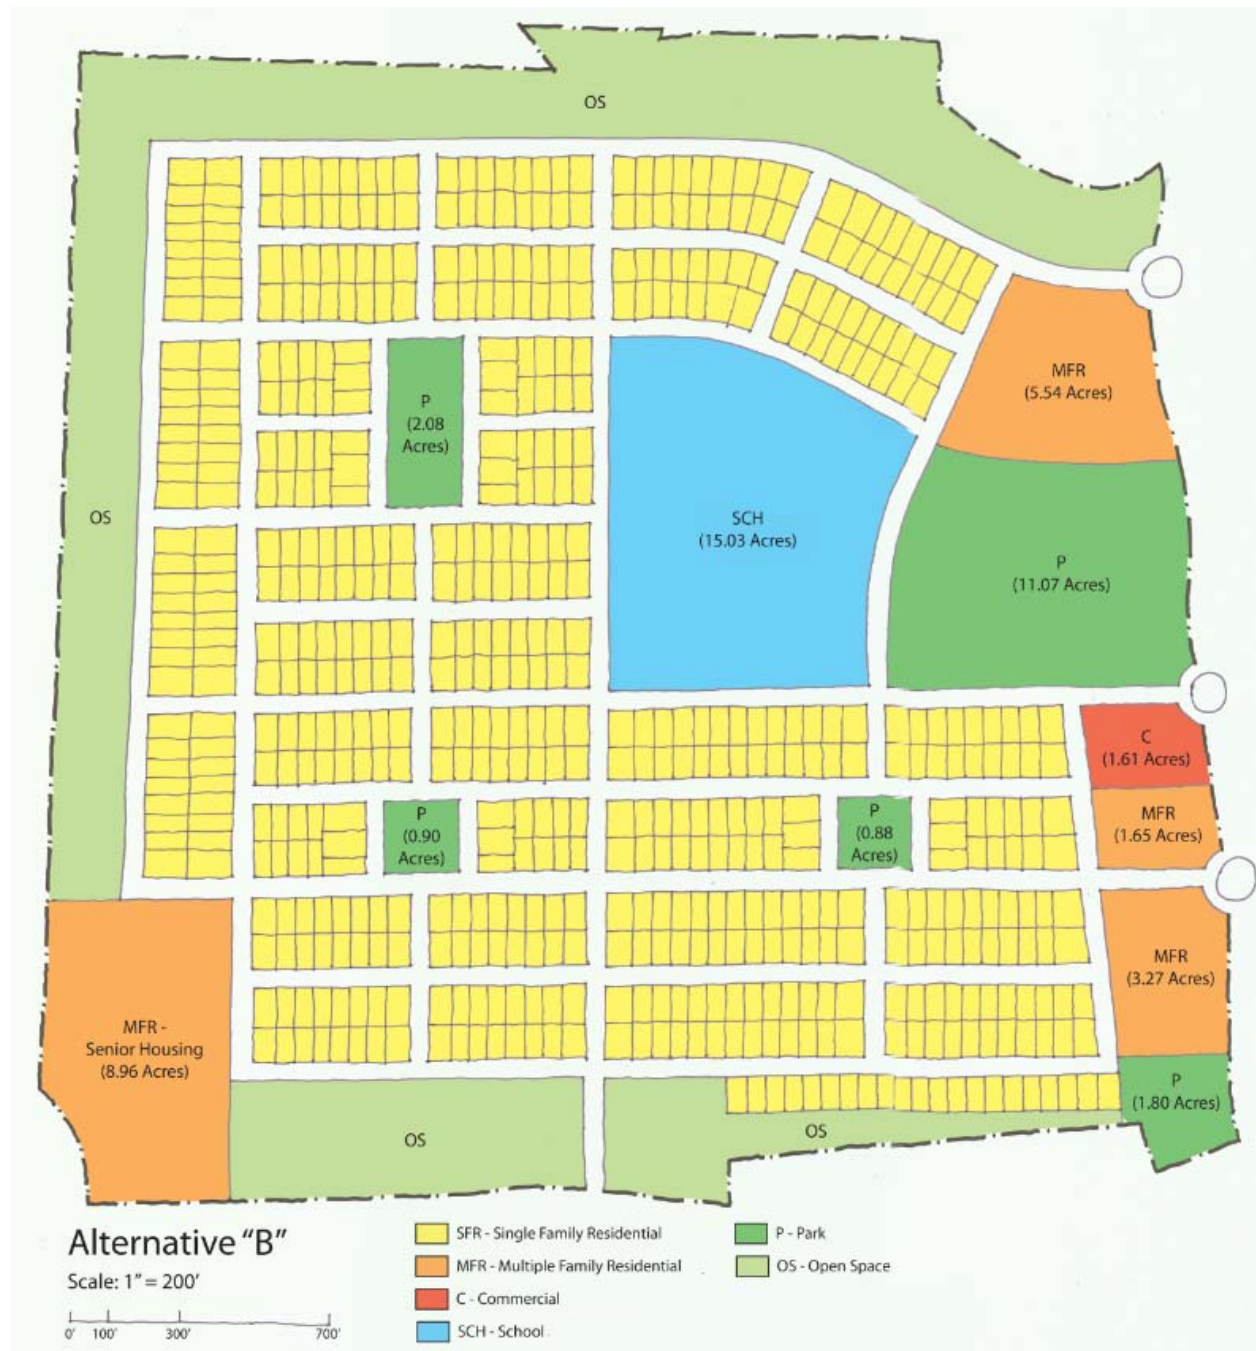 OS
MFR
(5.54 Acres)
P
(2.08
Acres)
OS
SCH
(15.03 Acres)
P
(11.07 Acres)
C
(1.61 Acres)
P
(0.90
Acres)
P
(0.88
Acres)
MFR
(1.65 Acres)
MFR
(3.27 Acres)
MFR -
Senior Housing
(8.96 Acres)
P
(1.80 Acres)
OS
OS
Alternative "B"
Scale: 1" = 200'
0' 100' 300' 700'
SFR - Single Family Residential
MFR - Multiple Family Residential
C - Commercial
SCH - School
P - Park
OS - Open Space